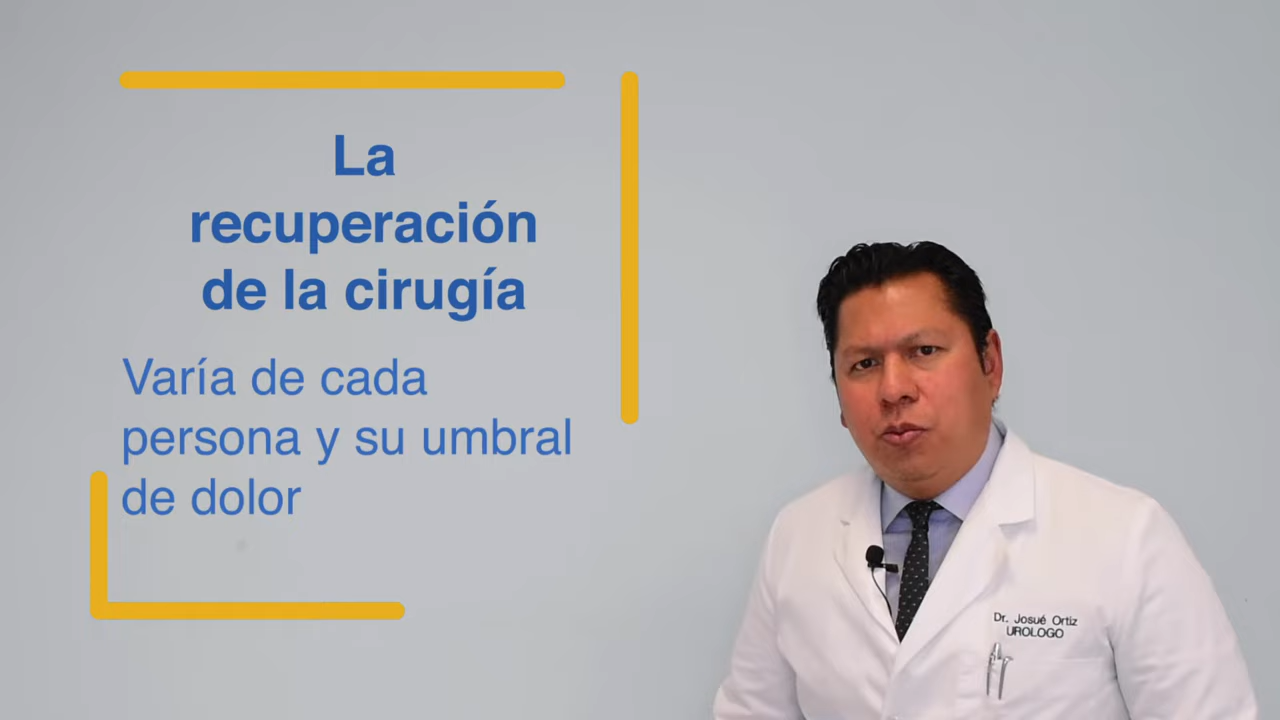 La
recuperación
de la cirugía
Varía de cada
persona y su umbral
de dolor
Dr. Josué Ortiz
UROLOGO